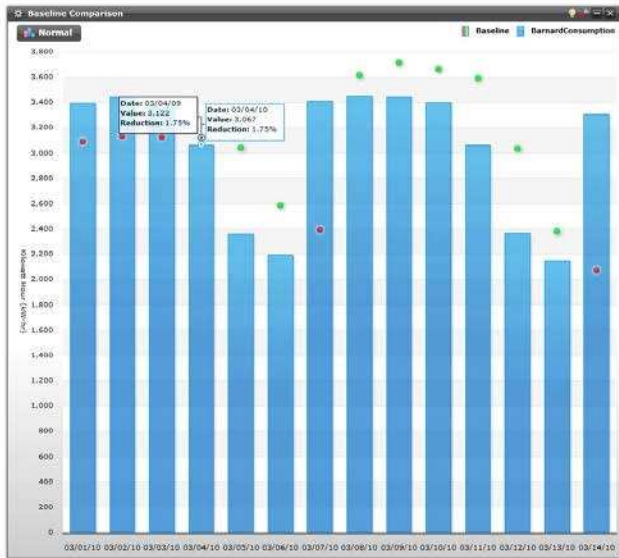 Baseline Comparison
Normal
Baseline BarnardConsumption
3,800
3,600
3,400
3,200
3,000
2,800
2,600
2,400
2,200
2,000
1,800
1,600
1,400
1,200
1,000
800
600
400
200
0
Kilowatt Hour [kW-hr]
Date: 03/04/09
Value: 3,122
Reduction: 1.75%
Date: 03/04/10
Value: 3,067
Reduction: 1.75%
03/01/10 03/02/10 03/03/10 03/04/10 03/05/10 03/06/10 03/07/10 03/08/10 03/09/10 03/10/10 03/11/10 03/12/10 03/13/10 03/14/10